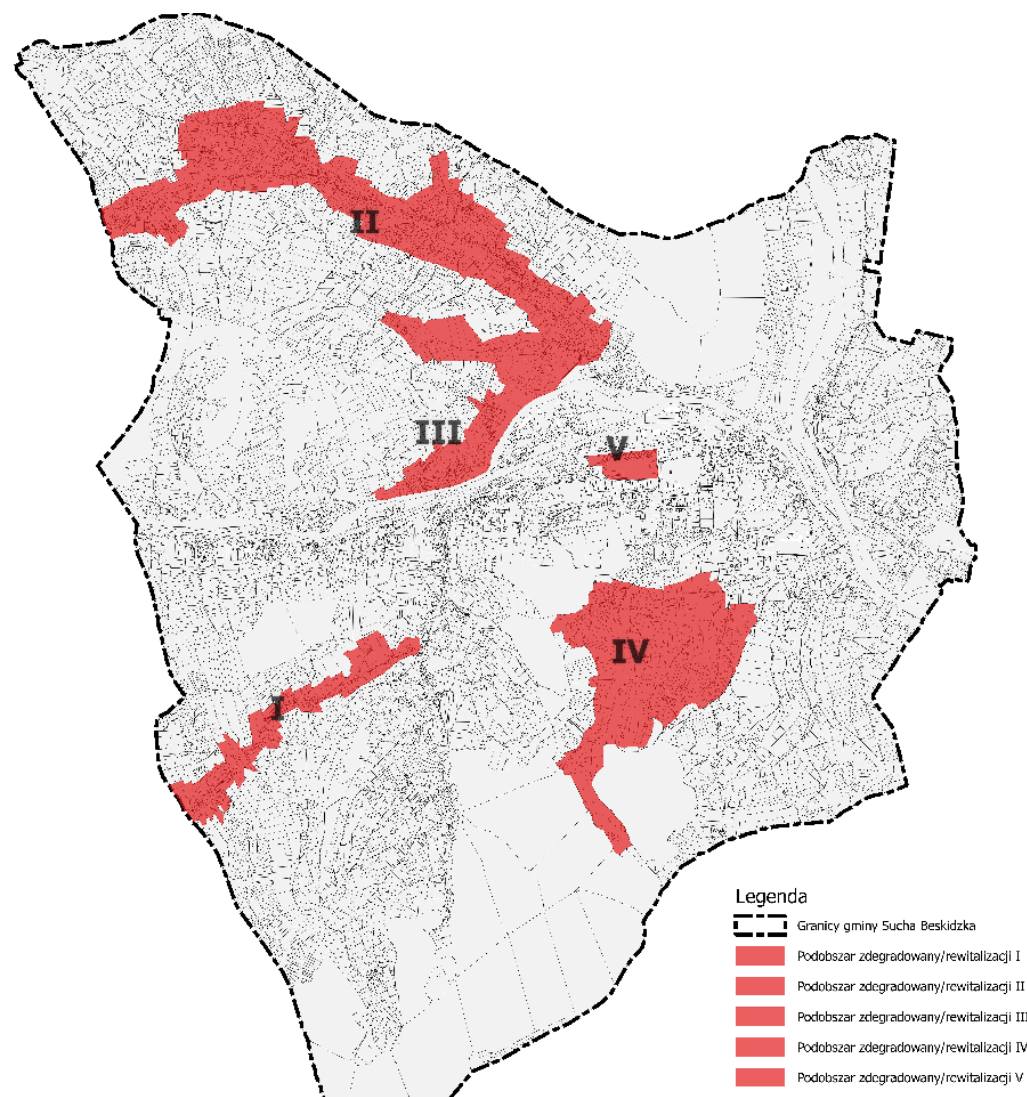 II
III
V
IV
I
Legenda
Granicy gminy Sucha Beskidzka
Podobszar zdegradowany/rewitalizacji I
Podobszar zdegradowany/rewitalizacji II
Podobszar zdegradowany/rewitalizacji III
Podobszar zdegradowany/rewitalizacji IV
Podobszar zdegradowany/rewitalizacji V